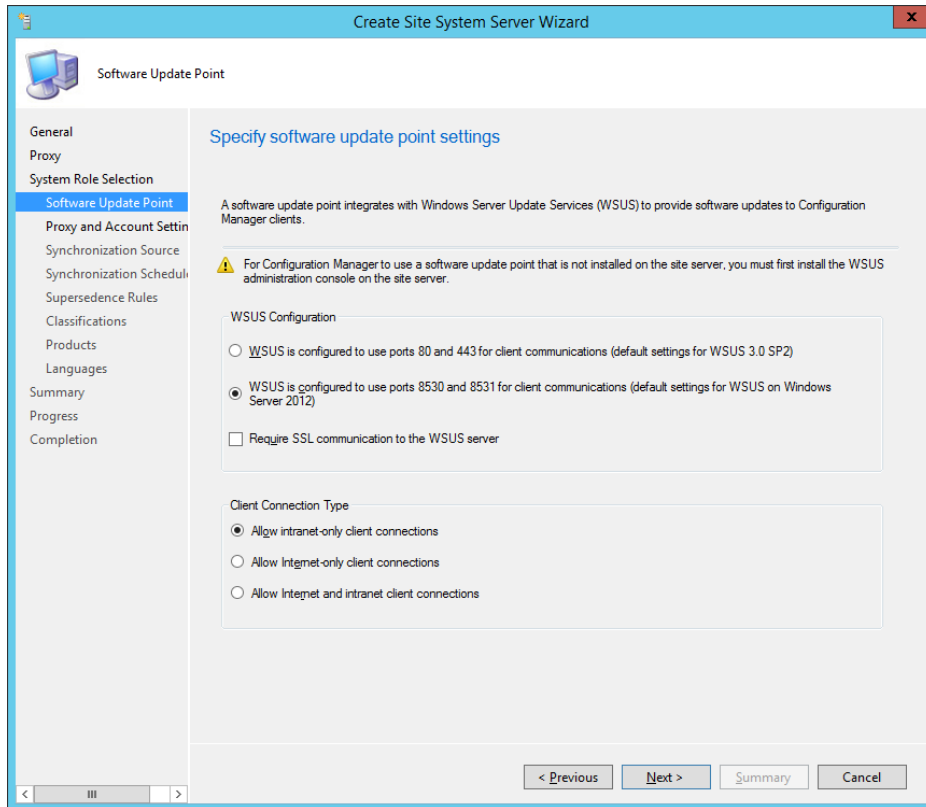 Create Site System Server Wizard
x
Software Update Point
General
Proxy
System Role Selection
Software Update Point
Proxy and Account Settin
Synchronization Source
Synchronization Schedul
Supersedence Rules
Classifications
Products
Languages
Summary
Progress
Completion
Specify software update point settings
A software update point integrates with Windows Server Update Services (WSUS) to provide software updates to Configuration
Manager clients.
For Configuration Manager to use a software update point that is not installed on the site server, you must first install the WSUS
administration console on the site server.
WSUS Configuration
WSUS is configured to use ports 80 and 443 for client communications (default settings for WSUS 3.0 SP2)
WSUS is configured to use ports 8530 and 8531 for client communications (default settings for WSUS on Windows
Server 2012)
Require SSL communication to the WSUS server
Client Connection Type
Allow intranet-only client connections
Allow Internet-only client connections
Allow Internet and intranet client connections
< Previous
Next >
Summary
Cancel